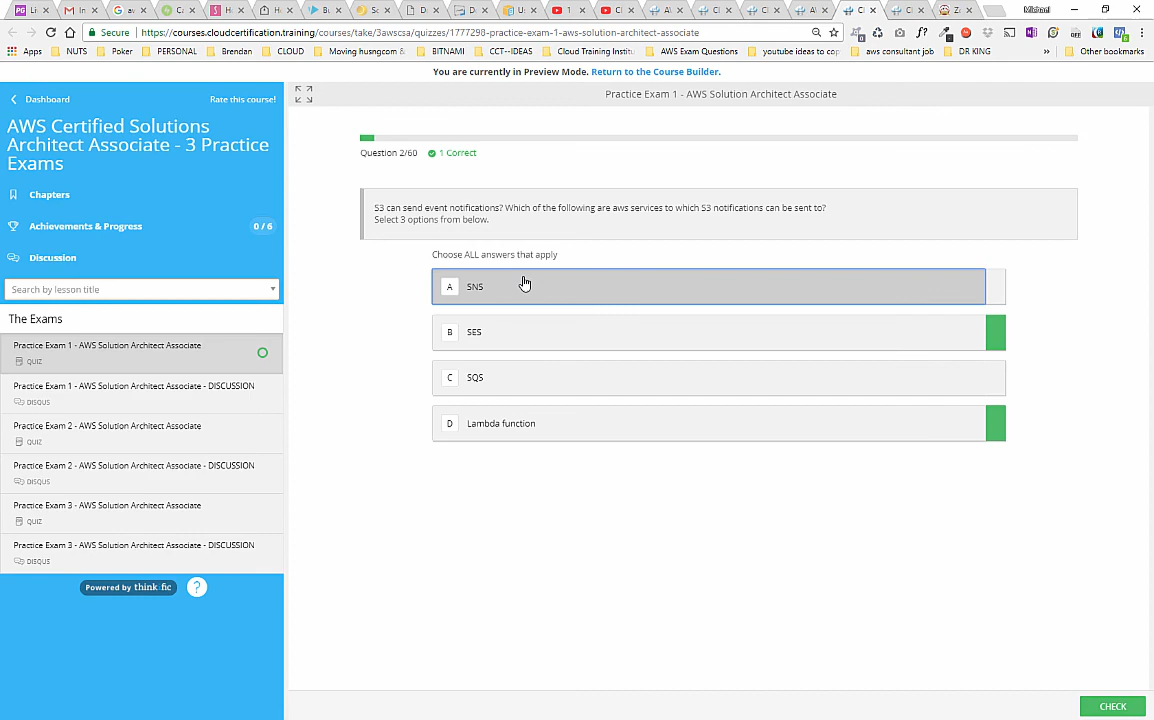 Michael
Secure
https://courses.cloudcertification.training/courses/take/3awscsa/quizzes/1777298-practice-exam-1-aws-solution-architect-associate
Apps NUTS Poker PERSONAL Brendan CLOUD Moving husngcom BITNAMI CCT--IDEAS Cloud Training Institu AWS Exam Questions youtube ideas to cop aws consultant job DR KING » Other bookmarks
You are currently in Preview Mode. Return to the Course Builder.
Dashboard Rate this course!
Practice Exam 1 - AWS Solution Architect Associate
AWS Certified Solutions
Architect Associate - 3 Practice
Exams
Chapters
Achievements & Progress 0 / 6
Discussion
Search by lesson title
The Exams
Practice Exam 1 - AWS Solution Architect Associate
QUIZ
Practice Exam 1 - AWS Solution Architect Associate - DISCUSSION
DISQUS
Practice Exam 2 - AWS Solution Architect Associate
QUIZ
Practice Exam 2 - AWS Solution Architect Associate - DISCUSSION
DISQUS
Practice Exam 3 - AWS Solution Architect Associate
QUIZ
Practice Exam 3 - AWS Solution Architect Associate - DISCUSSION
DISQUS
Powered by thinkific ?
Question 2/60 1 Correct
S3 can send event notifications? Which of the following are aws services to which S3 notifications can be sent to?
Select 3 options from below.
Choose ALL answers that apply
A SNS
B SES
C SQS
D Lambda function
CHECK